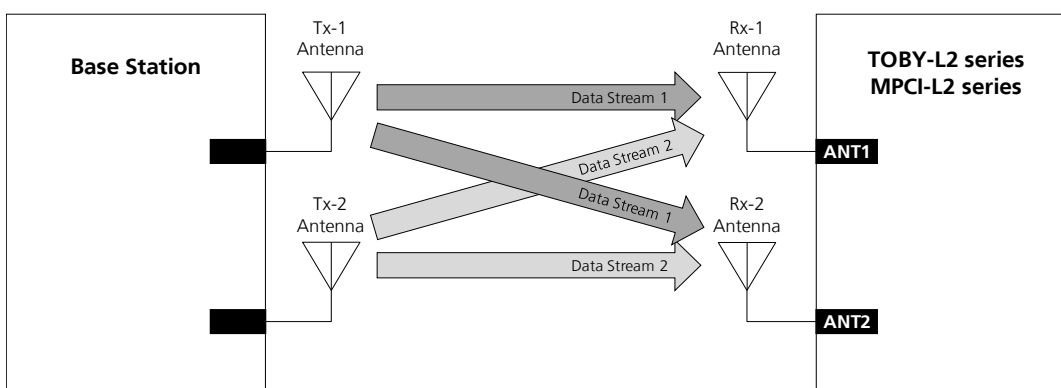 Base Station
Tx-1
Antenna
Rx-1
Antenna
TOBY-L2 series
MPCI-L2 series
Data Stream 1
Data Stream 2
ANT1
Data Stream 1
Tx-2
Antenna
Rx-2
Antenna
Data Stream 2
ANT2